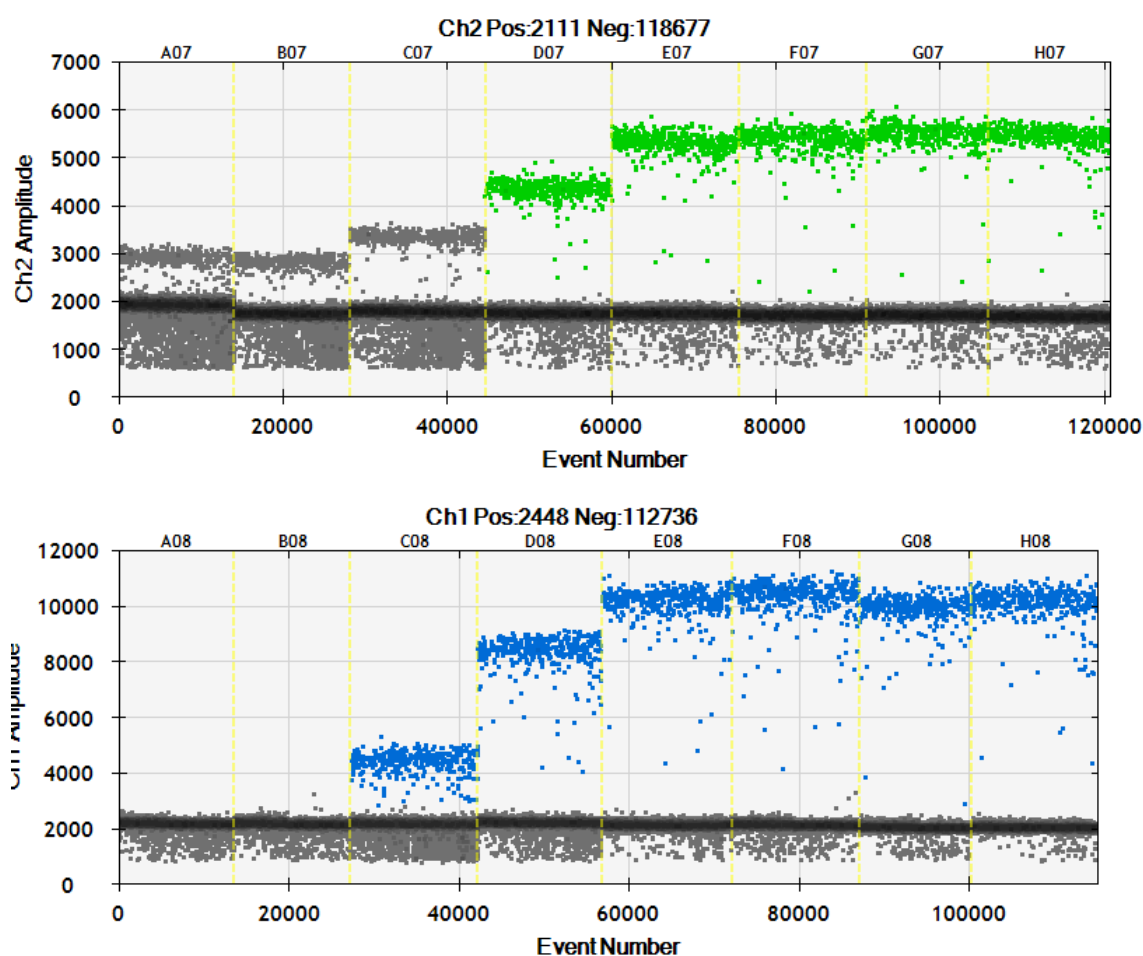 Ch2 Pos:2111 Neg:118677
A07 B07 C07 D07 E07 F07 G07 H07
7000
6000
5000
4000
3000
2000
1000
0
Ch2 Amplitude
0 20000 40000 60000 80000 100000 120000
Event Number
Ch1 Pos:2448 Neg:112736
A08 B08 C08 D08 E08 F08 G08 H08
12000
10000
8000
6000
4000
2000
0
Ch1 Amplitude
0 20000 40000 60000 80000 100000
Event Number